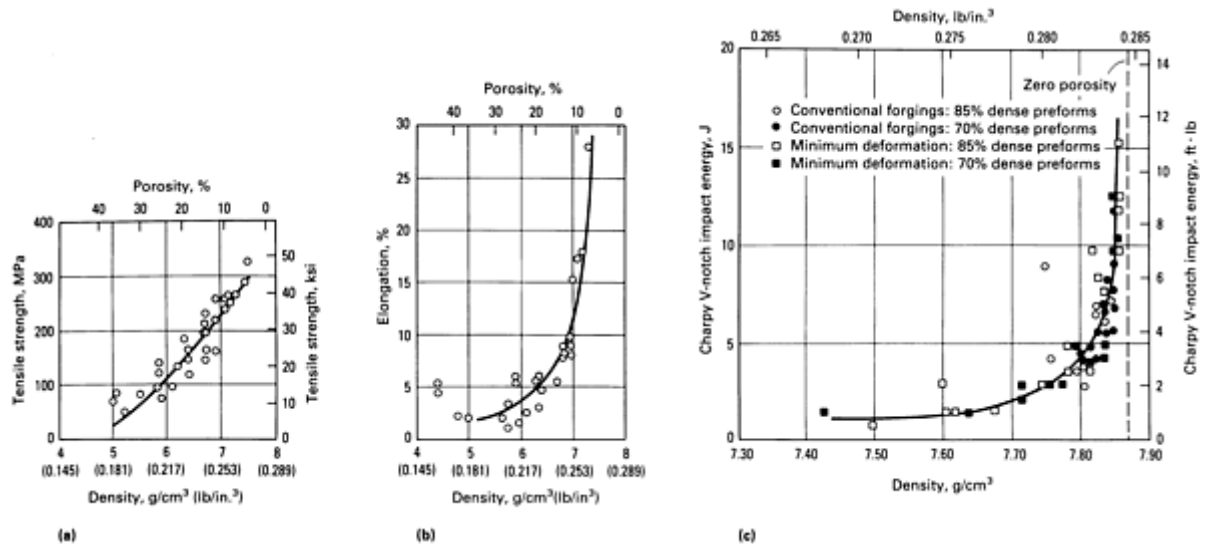 Porosity, %
40 30 20 10 0
400
300
200
100
0
Tensile strength, MPa
50
40
30
20
10
0
Tensile strength, ksi
4 5 6 7 8
(0.145) (0.181) (0.217) (0.253) (0.289)
Density, g/cm³ (lb/in.³)
(a)
Porosity, %
40 30 20 10 0
30
25
20
15
10
5
0
Elongation, %
4 5 6 7 8
(0.145) (0.181) (0.217) (0.253) (0.289)
Density, g/cm³(lb/in³)
(b)
Density, lb/in.³
0.265 0.270 0.275 0.280 0.285
Zero porosity
Conventional forgings: 85% dense preforms
Conventional forgings: 70% dense preforms
Minimum deformation: 85% dense preforms
Minimum deformation: 70% dense preforms
20
15
10
5
0
Charpy V-notch impact energy, J
14
12
10
8
6
4
2
0
Charpy V-notch impact energy, ft · lb
7.30 7.40 7.50 7.60 7.70 7.80 7.90
Density, g/cm³
(c)